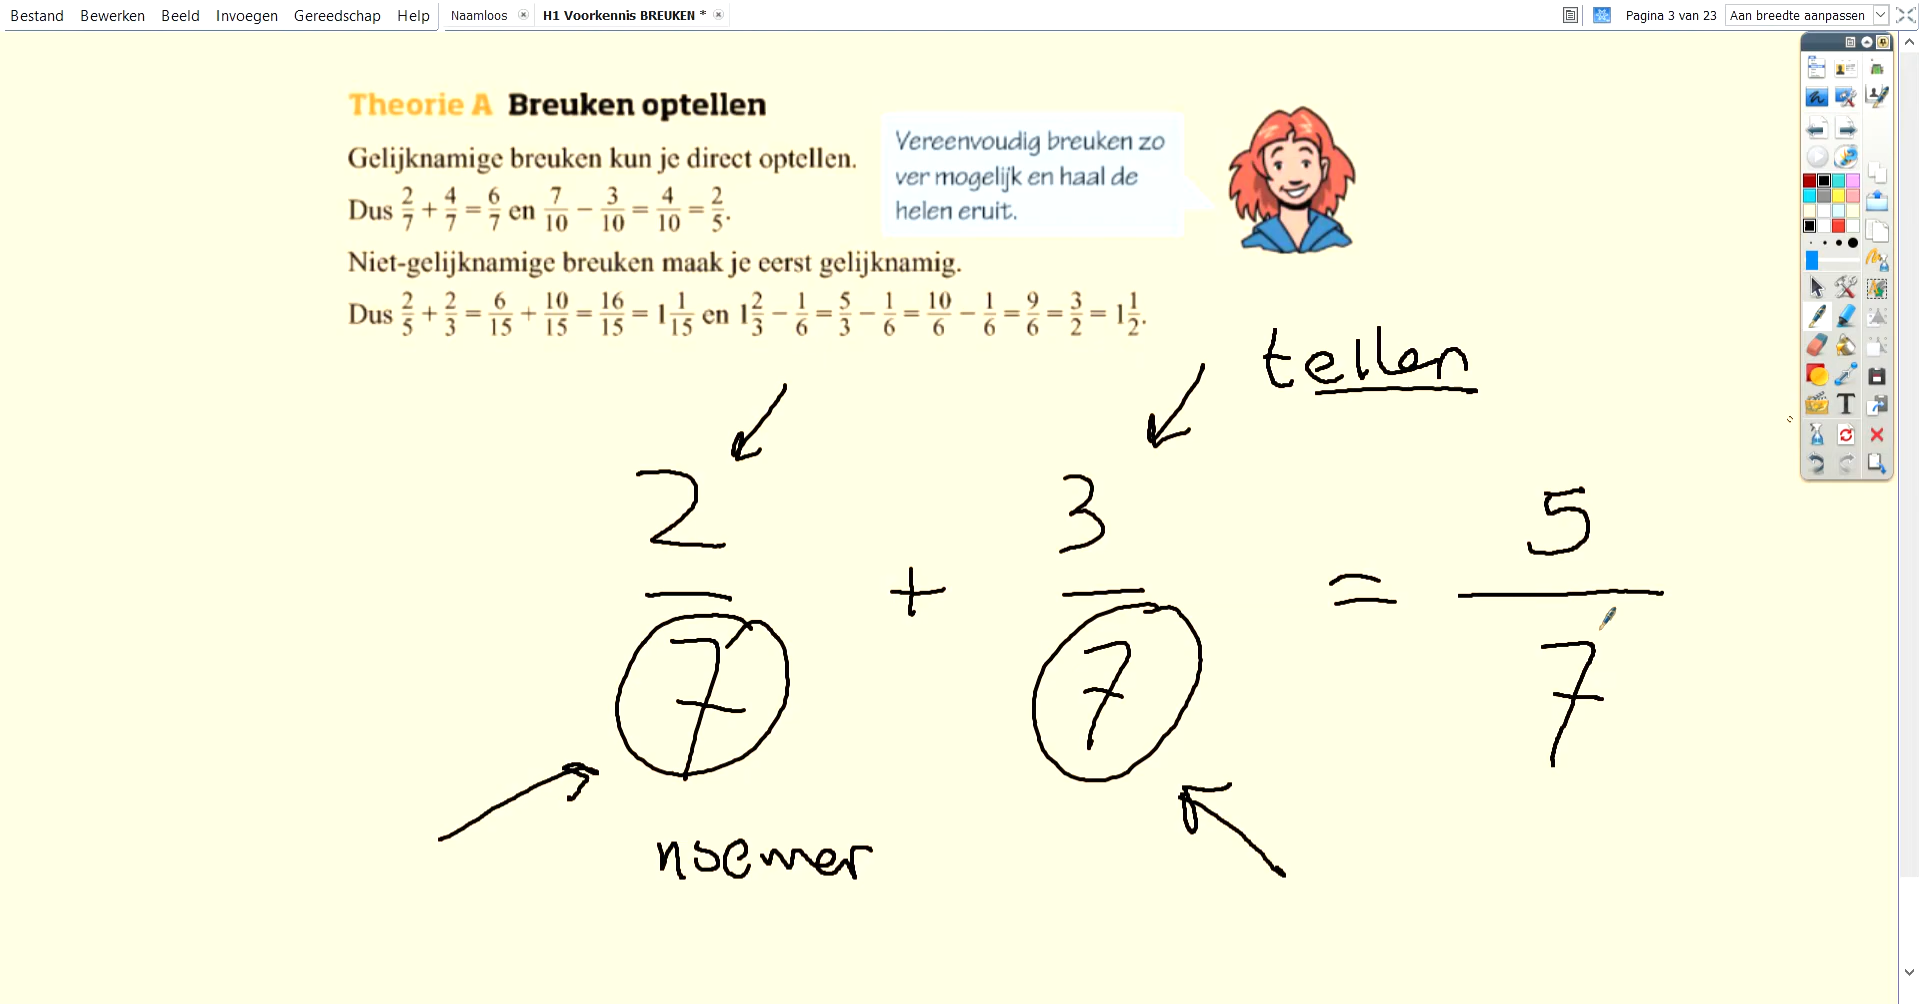 Bestand Bewerken Beeld Invoegen Gereedschap Help Naamloos H1 Voorkennis BREUKEN * Pagina 3 van 23 Aan breedte aanpassen
Theorie A Breuken optellen
Gelijknamige breuken kun je direct optellen.
Dus 2/7 + 4/7 = 6/7 en 7/10 − 3/10 = 4/10 = 2/5.
Vereenvoudig breuken zo
ver mogelijk en haal de
helen eruit.
Niet-gelijknamige breuken maak je eerst gelijknamig.
Dus 2/5 + 2/3 = 6/15 + 10/15 = 16/15 = 1 1/15 en 1 2/3 − 1/6 = 5/3 − 1/6 = 10/6 − 1/6 = 9/6 = 3/2 = 1 1/2.
tellen
2/7 + 3/7 = 5/7
noemer